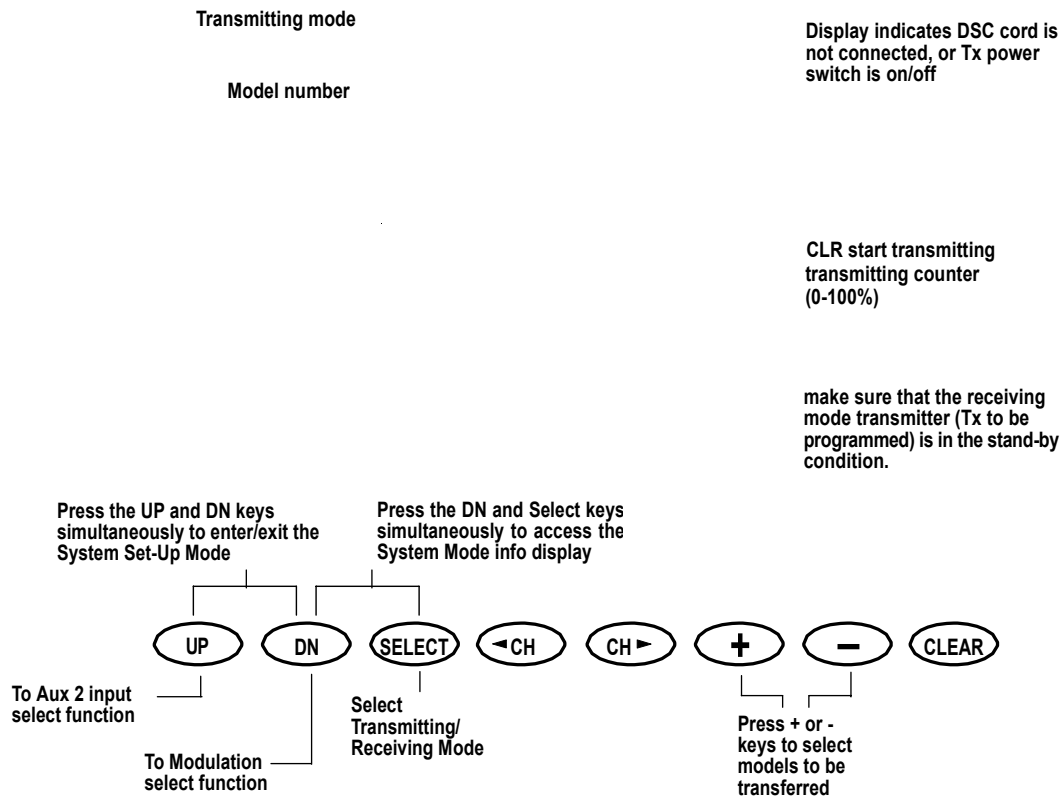 Transmitting mode
Model number
Display indicates DSC cord is
not connected, or Tx power
switch is on/off
CLR start transmitting
transmitting counter
(0-100%)
make sure that the receiving
mode transmitter (Tx to be
programmed) is in the stand-by
condition.
Press the UP and DN keys
simultaneously to enter/exit the
System Set-Up Mode
Press the DN and Select keys
simultaneously to access the
System Mode info display
UP
DN
SELECT
◄CH
CH►
+
−
CLEAR
To Aux 2 input
select function
To Modulation
select function
Select
Transmitting/
Receiving Mode
Press + or -
keys to select
models to be
transferred